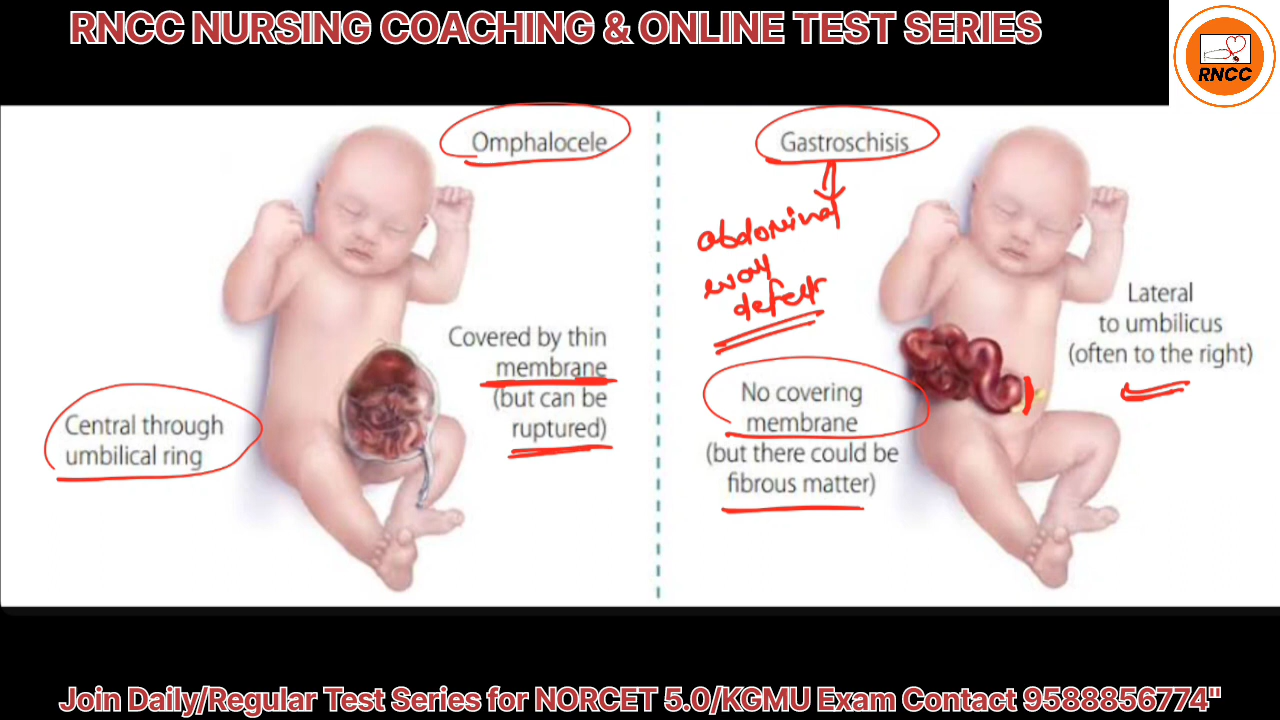 RNCC NURSING COACHING & ONLINE TEST SERIES
RNCC
Omphalocele
Covered by thin
membrane
(but can be
ruptured)
Central through
umbilical ring
Gastroschisis
abdominal
wall
defect
Lateral
to umbilicus
(often to the right)
No covering
membrane
(but there could be
fibrous matter)
Join Daily/Regular Test Series for NORCET 5.0/KGMU Exam Contact 9588856774"